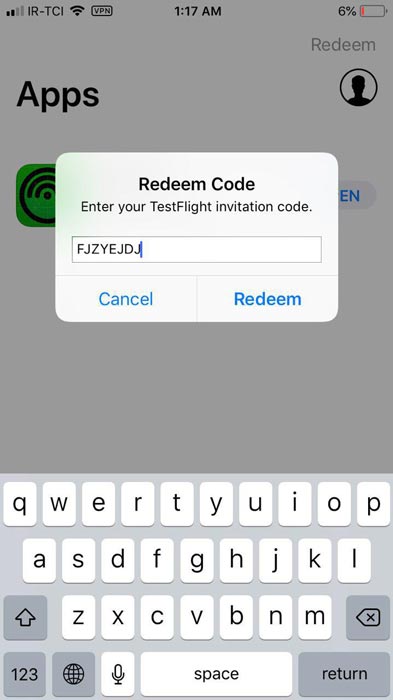 IR-TCI VPN 1:17 AM 6%
Redeem
Apps
EN
Redeem Code
Enter your TestFlight invitation code.
FJZYEJDJ
Cancel Redeem
q w e r t y u i o p
a s d f g h j k l
z x c v b n m
123 space return